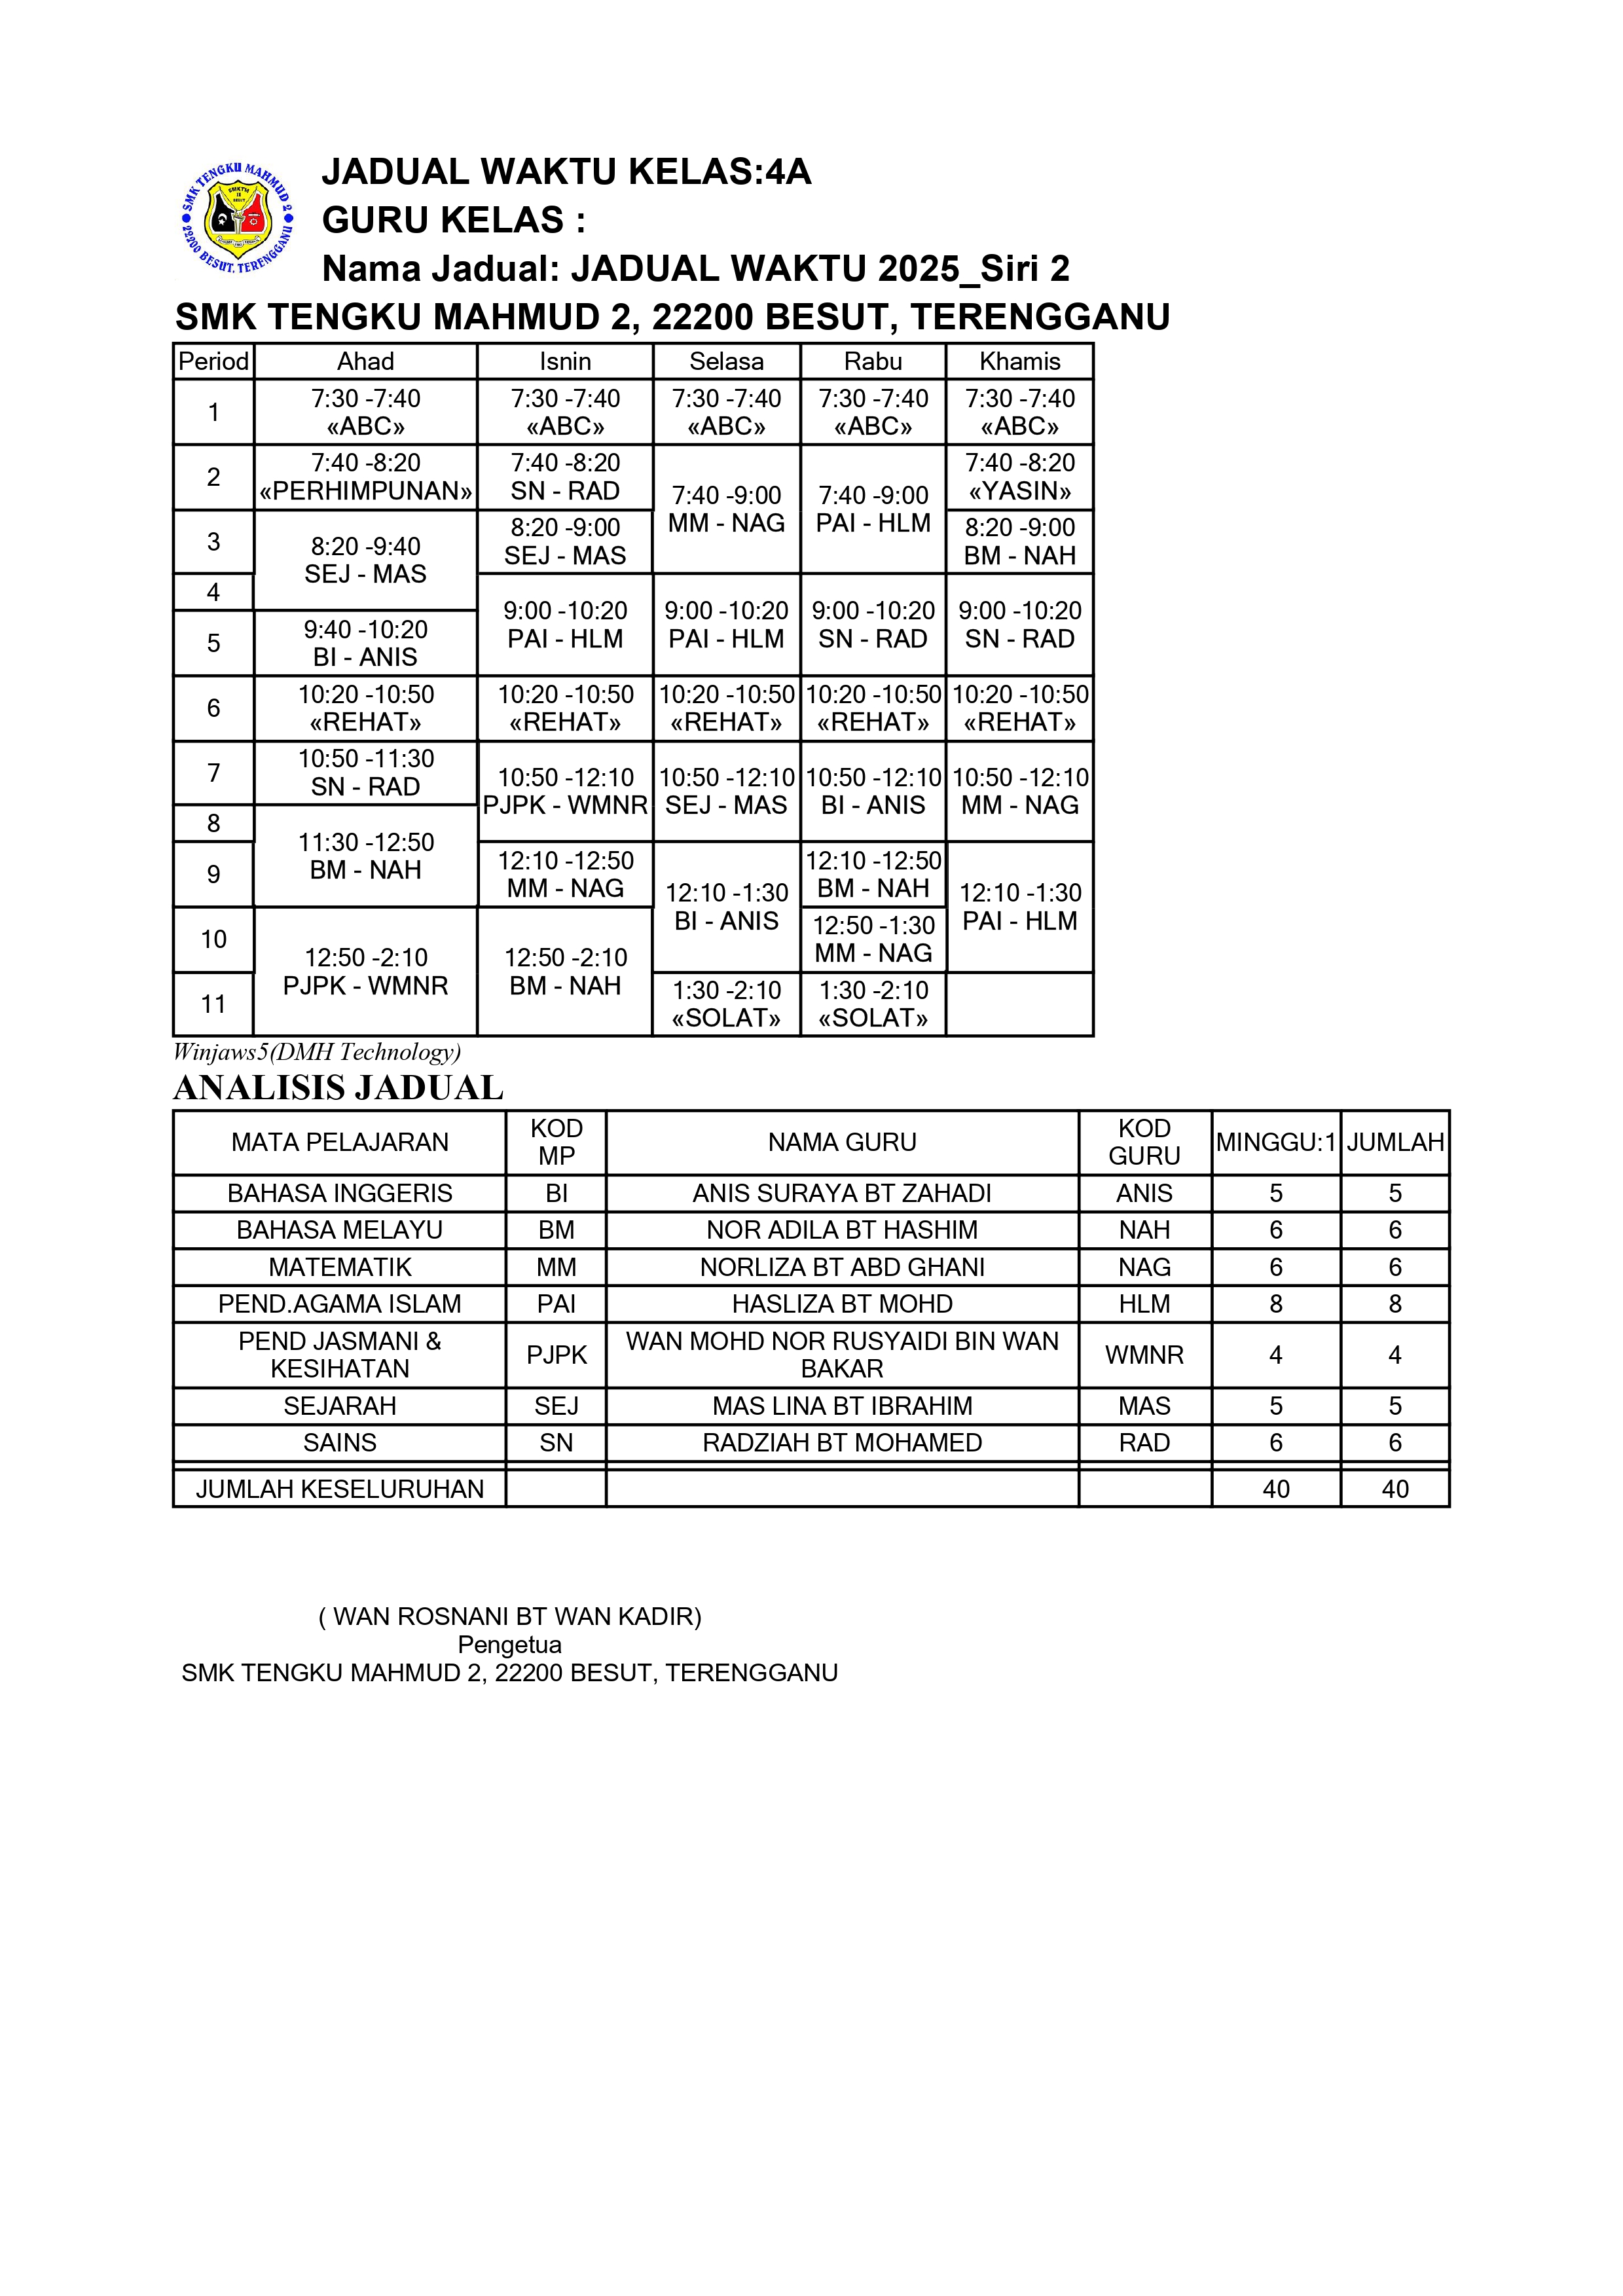 SMK TENGKU MAHMUD 2
22200 BESUT, TERENGGANU
JADUAL WAKTU KELAS:4A
GURU KELAS :
Nama Jadual: JADUAL WAKTU 2025_Siri 2
SMK TENGKU MAHMUD 2, 22200 BESUT, TERENGGANU
Period Ahad Isnin Selasa Rabu Khamis
1 7:30 -7:40 «ABC» 7:30 -7:40 «ABC» 7:30 -7:40 «ABC» 7:30 -7:40 «ABC» 7:30 -7:40 «ABC»
2 7:40 -8:20 «PERHIMPUNAN» 7:40 -8:20 SN - RAD 7:40 -9:00 MM - NAG 7:40 -9:00 PAI - HLM 7:40 -8:20 «YASIN»
3 8:20 -9:40 SEJ - MAS 8:20 -9:00 SEJ - MAS 8:20 -9:00 BM - NAH
4 9:00 -10:20 PAI - HLM 9:00 -10:20 PAI - HLM 9:00 -10:20 SN - RAD 9:00 -10:20 SN - RAD
5 9:40 -10:20 BI - ANIS
6 10:20 -10:50 «REHAT» 10:20 -10:50 «REHAT» 10:20 -10:50 «REHAT» 10:20 -10:50 «REHAT» 10:20 -10:50 «REHAT»
7 10:50 -11:30 SN - RAD 10:50 -12:10 PJPK - WMNR 10:50 -12:10 SEJ - MAS 10:50 -12:10 BI - ANIS 10:50 -12:10 MM - NAG
8 11:30 -12:50 BM - NAH
9 12:10 -12:50 MM - NAG 12:10 -1:30 BI - ANIS 12:10 -12:50 BM - NAH 12:10 -1:30 PAI - HLM
10 12:50 -2:10 PJPK - WMNR 12:50 -2:10 BM - NAH 12:50 -1:30 MM - NAG
11 1:30 -2:10 «SOLAT» 1:30 -2:10 «SOLAT»
Winjaws5(DMH Technology)
ANALISIS JADUAL
MATA PELAJARAN KOD MP NAMA GURU KOD GURU MINGGU:1 JUMLAH
BAHASA INGGERIS BI ANIS SURAYA BT ZAHADI ANIS 5 5
BAHASA MELAYU BM NOR ADILA BT HASHIM NAH 6 6
MATEMATIK MM NORLIZA BT ABD GHANI NAG 6 6
PEND.AGAMA ISLAM PAI HASLIZA BT MOHD HLM 8 8
PEND JASMANI & KESIHATAN PJPK WAN MOHD NOR RUSYAIDI BIN WAN BAKAR WMNR 4 4
SEJARAH SEJ MAS LINA BT IBRAHIM MAS 5 5
SAINS SN RADZIAH BT MOHAMED RAD 6 6
JUMLAH KESELURUHAN 40 40
( WAN ROSNANI BT WAN KADIR)
Pengetua
SMK TENGKU MAHMUD 2, 22200 BESUT, TERENGGANU